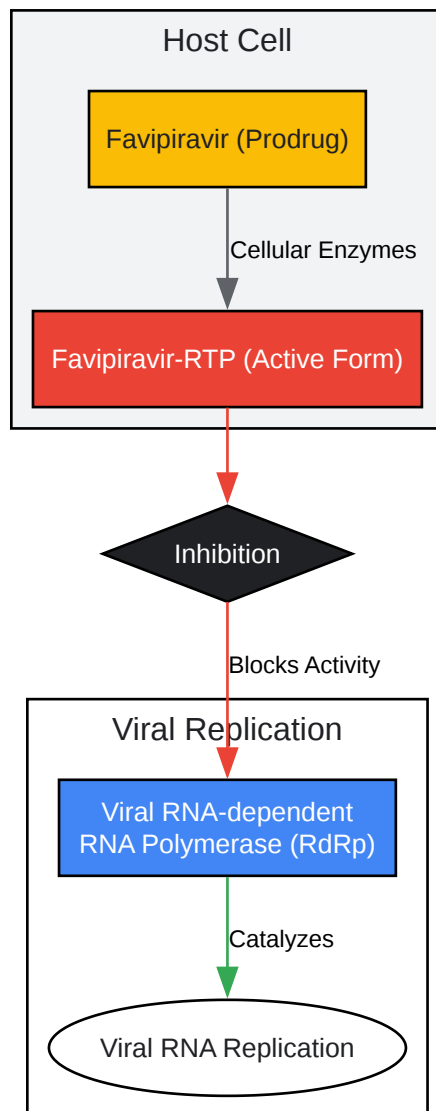 Host Cell
Favipiravir (Prodrug)
Cellular Enzymes
Favipiravir-RTP (Active Form)
Inhibition
Blocks Activity
Viral Replication
Viral RNA-dependent
RNA Polymerase (RdRp)
Catalyzes
Viral RNA Replication